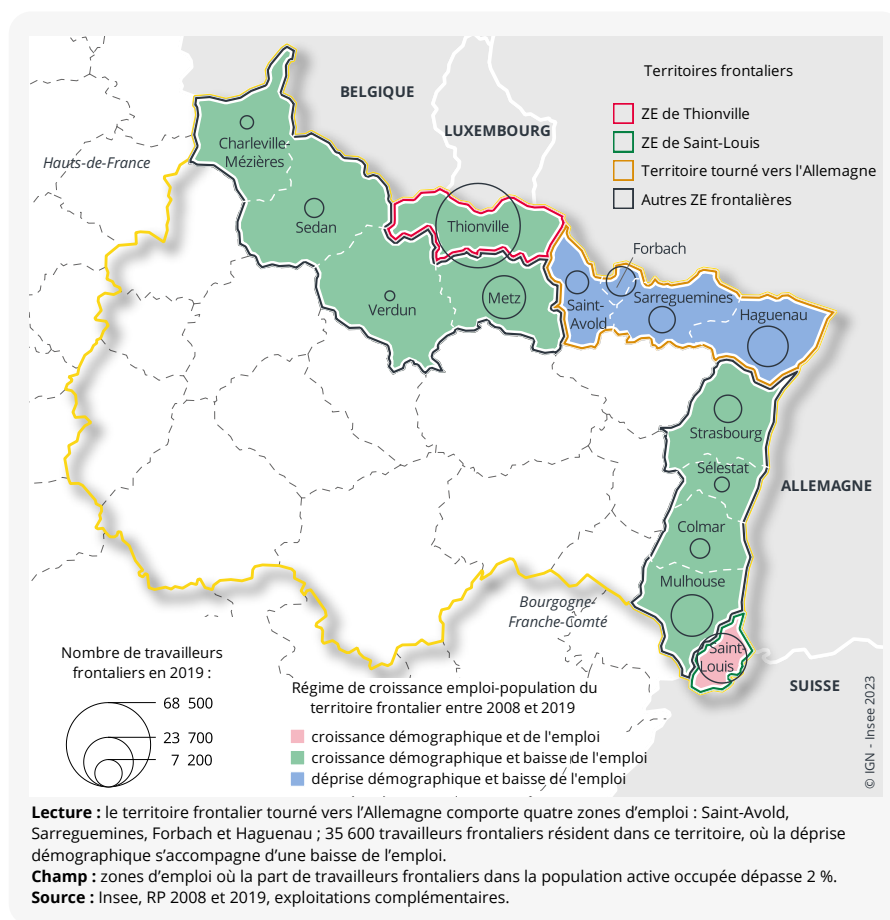 BELGIQUE
LUXEMBOURG
Hauts-de-France
Territoires frontaliers
ZE de Thionville
ZE de Saint-Louis
Territoire tourné vers l'Allemagne
Autres ZE frontalières
Charleville-
Mézières
Sedan
Thionville
Verdun
Metz
Forbach
Saint-
Avold
Sarreguemines
Haguenau
Strasbourg
Sélestat
ALLEMAGNE
Colmar
Mulhouse
Bourgogne-
Franche-Comté
Saint-
Louis
SUISSE
Nombre de travailleurs
frontaliers en 2019 :
68 500
23 700
7 200
Régime de croissance emploi-population du
territoire frontalier entre 2008 et 2019
croissance démographique et de l'emploi
croissance démographique et baisse de l'emploi
déprise démographique et baisse de l'emploi
© IGN - Insee 2023
Lecture : le territoire frontalier tourné vers l’Allemagne comporte quatre zones d’emploi : Saint-Avold,
Sarreguemines, Forbach et Haguenau ; 35 600 travailleurs frontaliers résident dans ce territoire, où la déprise
démographique s’accompagne d’une baisse de l’emploi.
Champ : zones d’emploi où la part de travailleurs frontaliers dans la population active occupée dépasse 2 %.
Source : Insee, RP 2008 et 2019, exploitations complémentaires.